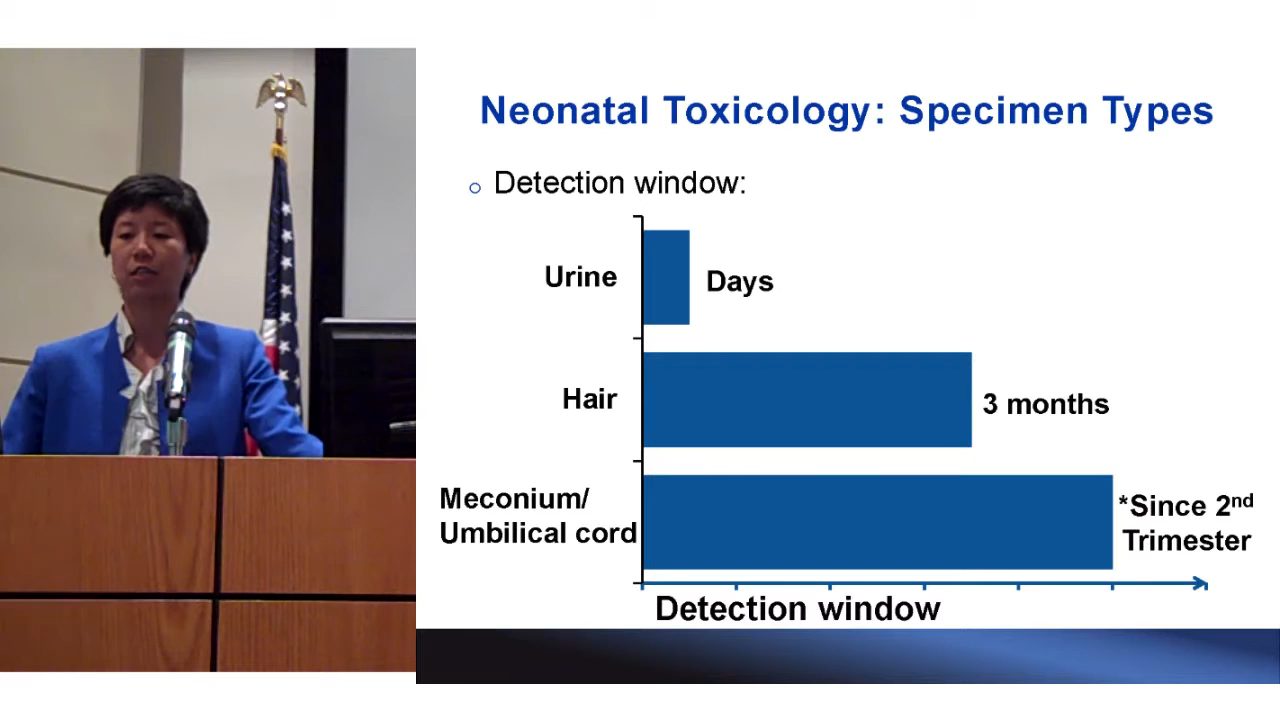 Neonatal Toxicology: Specimen Types
o Detection window:
Urine
Days
Hair
3 months
Meconium/
Umbilical cord
*Since 2nd
Trimester
Detection window